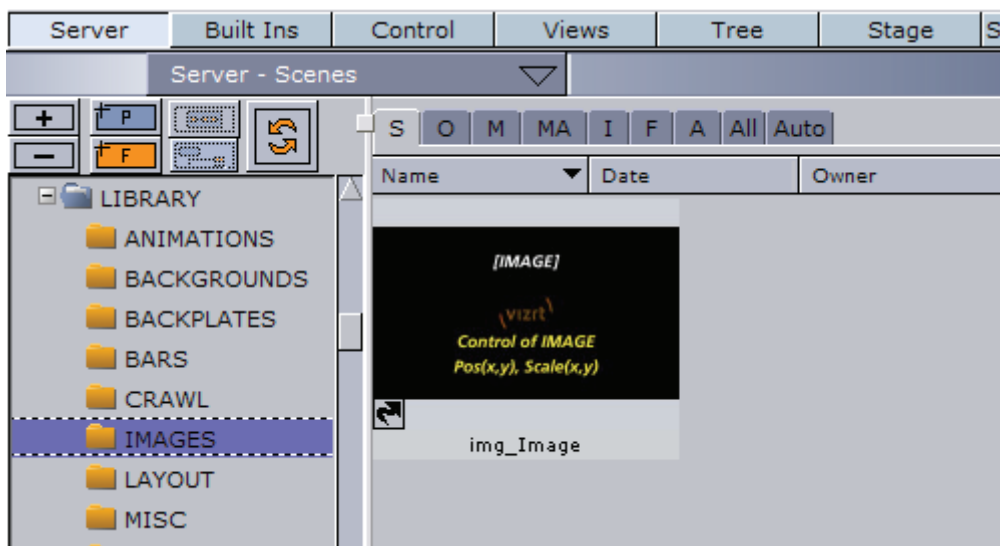 Server Built Ins Control Views Tree Stage S
Server - Scenes
+ P
- F
S O M MA I F A All Auto
Name Date Owner
LIBRARY
ANIMATIONS
BACKGROUNDS
BACKPLATES
BARS
CRAWL
IMAGES
LAYOUT
MISC
[IMAGE]
vizrt
Control of IMAGE
Pos(x,y), Scale(x,y)
img_Image